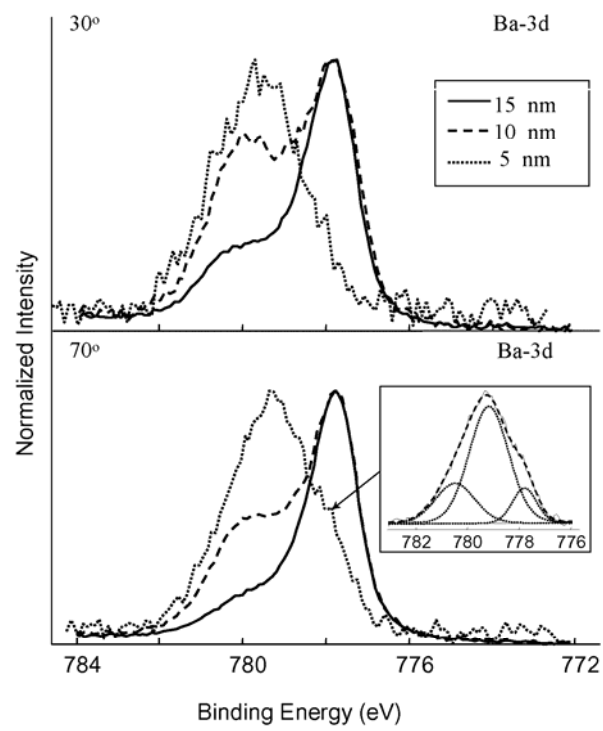 30°
Ba-3d
15 nm
10 nm
5 nm
Normalized Intensity
70°
Ba-3d
782 780 778 776
784 780 776 772
Binding Energy (eV)